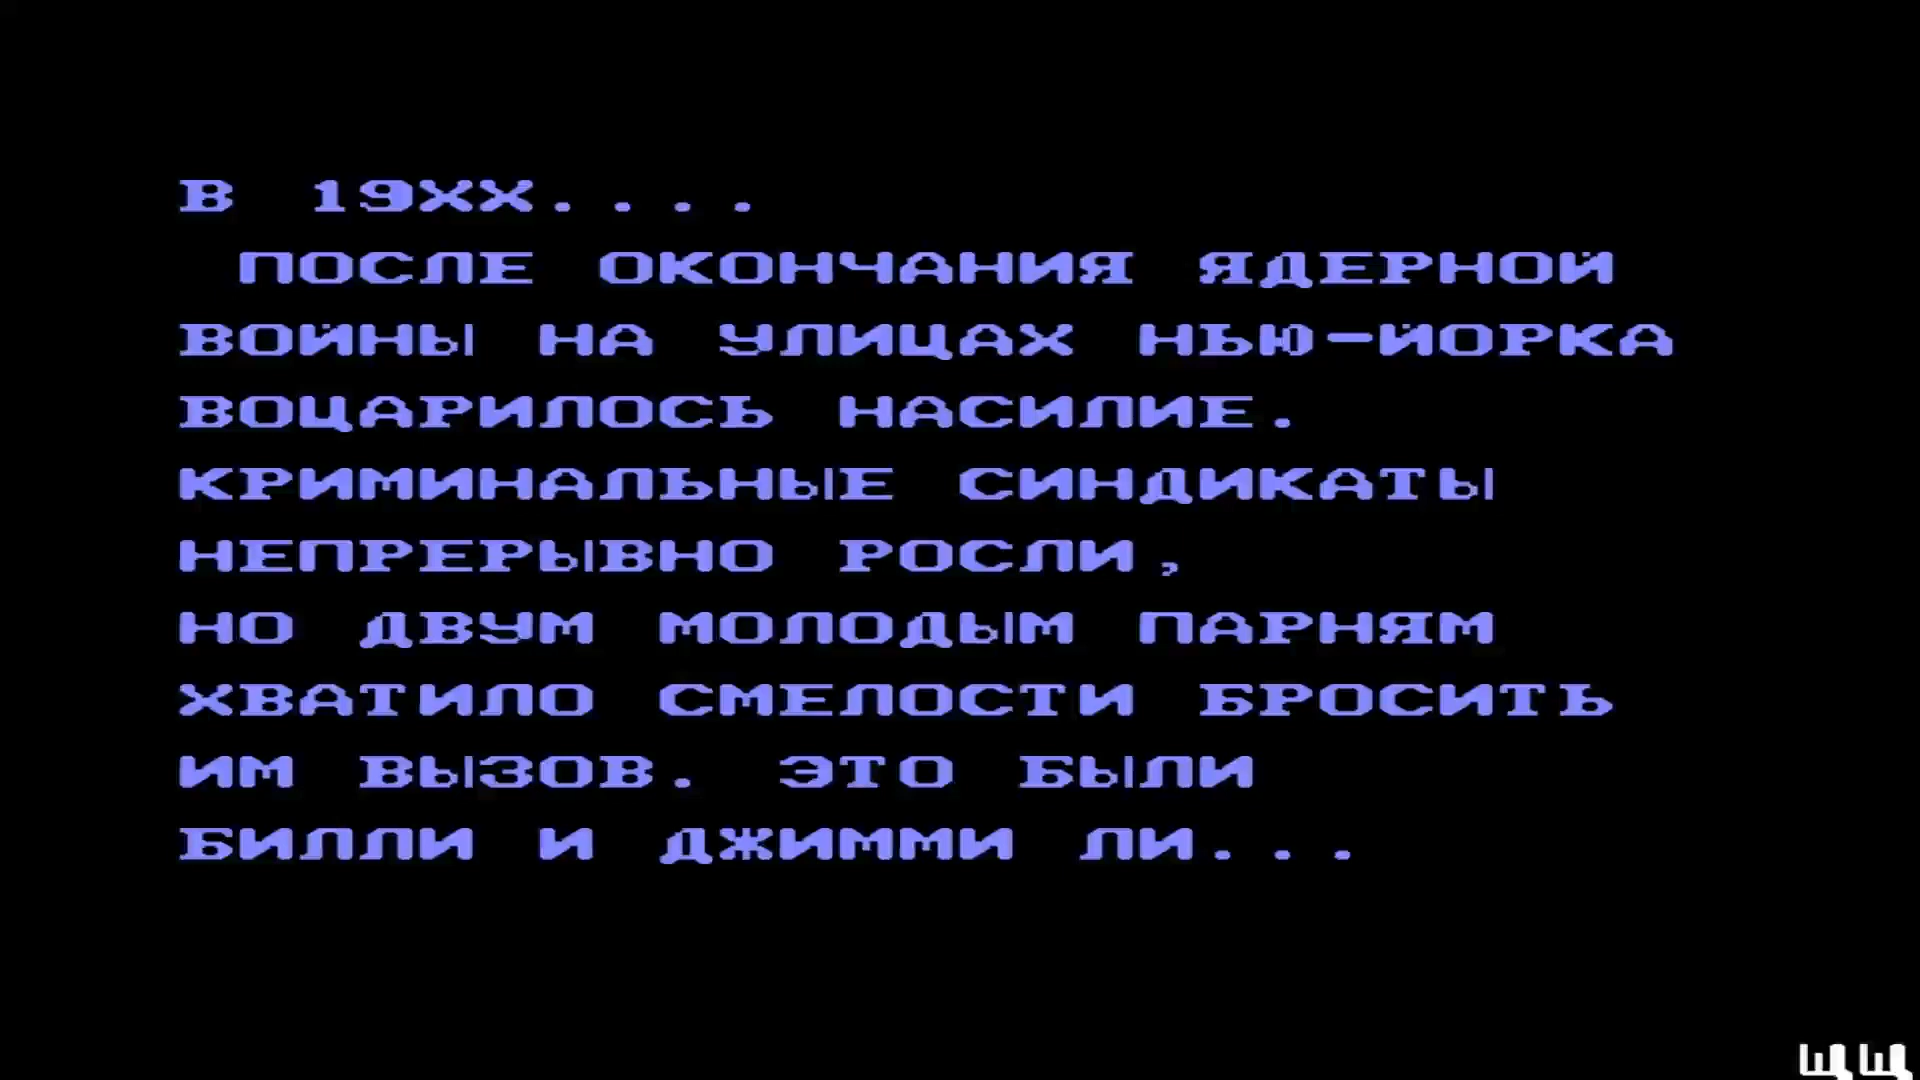 В 19XX....
ПОСЛЕ ОКОНЧАНИЯ ЯДЕРНОЙ
ВОЙНЫ НА УЛИЦАХ НЬЮ-ЙОРКА
ВОЦАРИЛОСЬ НАСИЛИЕ.
КРИМИНАЛЬНЫЕ СИНДИКАТЫ
НЕПРЕРЫВНО РОСЛИ,
НО ДВУМ МОЛОДЫМ ПАРНЯМ
ХВАТИЛО СМЕЛОСТИ БРОСИТЬ
ИМ ВЫЗОВ. ЭТО БЫЛИ
БИЛЛИ И ДЖИММИ ЛИ...
щщ